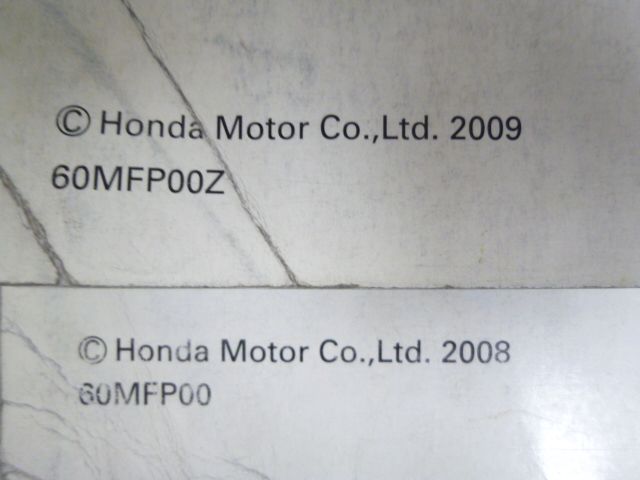 © Honda Motor Co.,Ltd. 2009
60MFP00Z
© Honda Motor Co.,Ltd. 2008
60MFP00